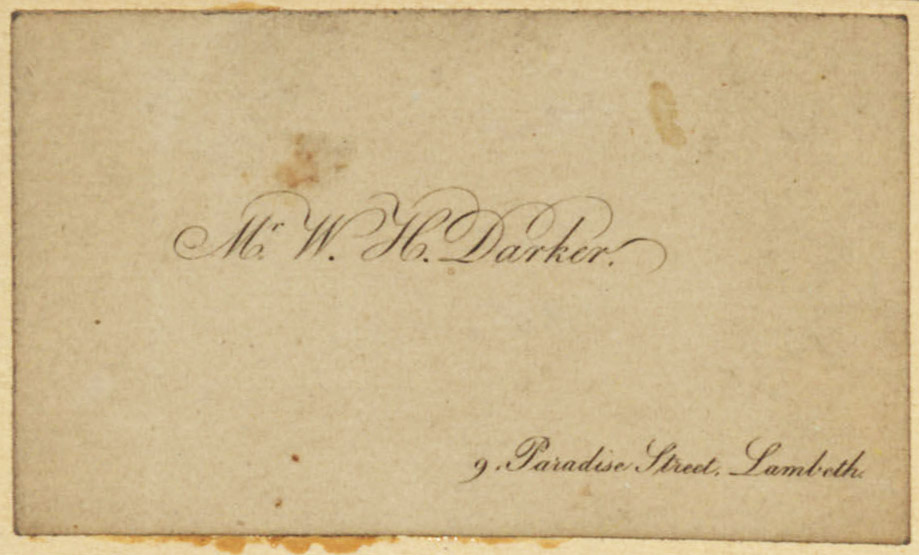 Mr. W. H. Darker.
9. Paradise Street. Lambeth.